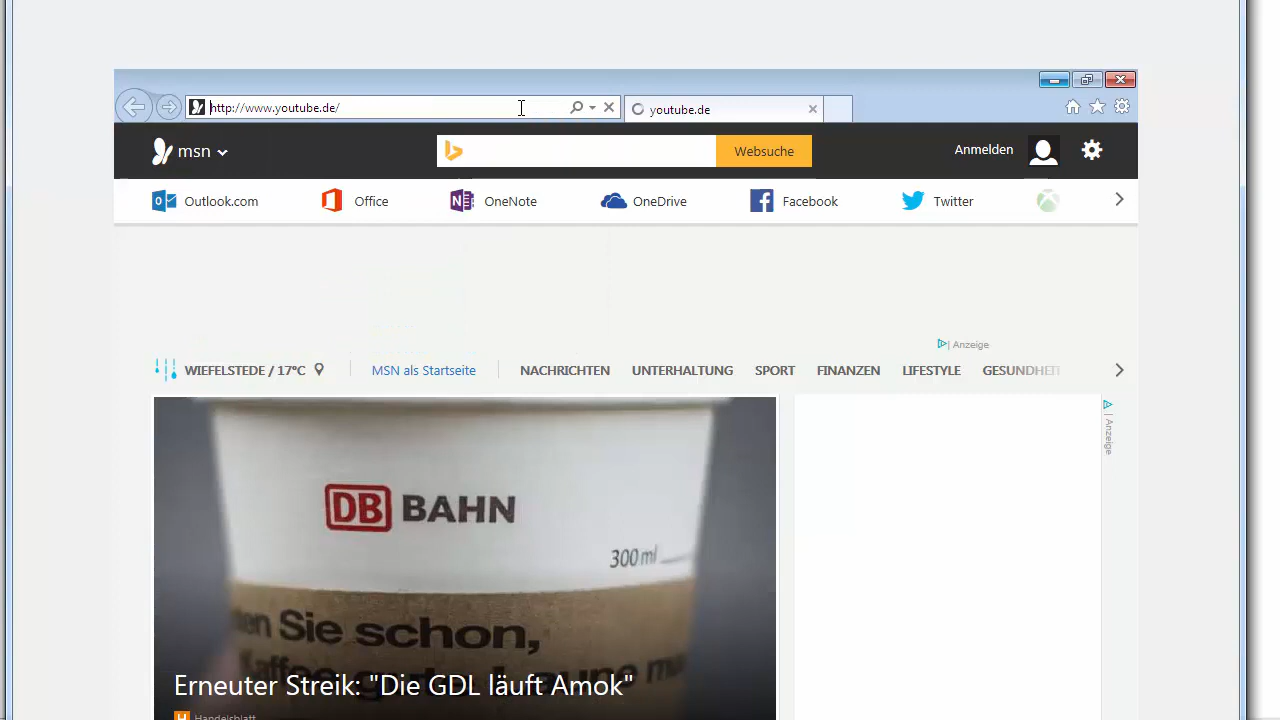 http://www.youtube.de/
youtube.de
msn
Websuche
Anmelden
Outlook.com
Office
OneNote
OneDrive
Facebook
Twitter
Anzeige
WIEFELSTEDE / 17°C
MSN als Startseite
NACHRICHTEN
UNTERHALTUNG
SPORT
FINANZEN
LIFESTYLE
GESUNDHEIT
Anzeige
DB BAHN
300 ml
Sie schon,
Erneuter Streik: "Die GDL läuft Amok"
H Handelsblatt